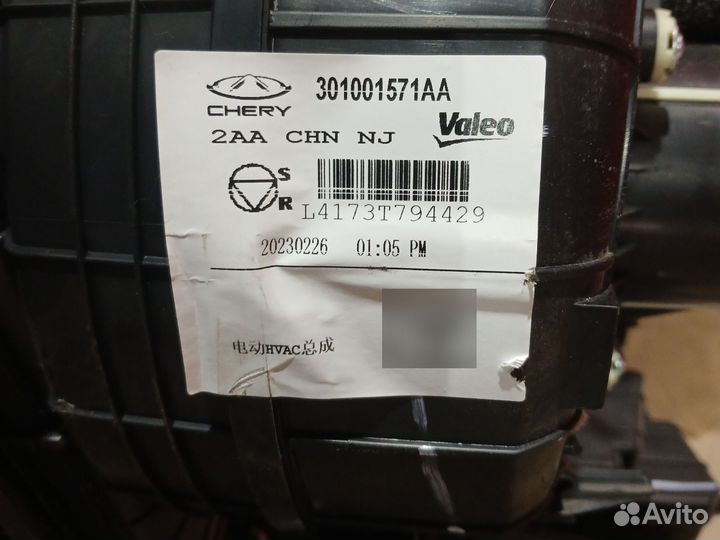 CHERY
301001571AA
2AA CHN NJ
Valeo
S
R
L4173T794429
20230226 01:05 PM
电动HVAC总成
Avito